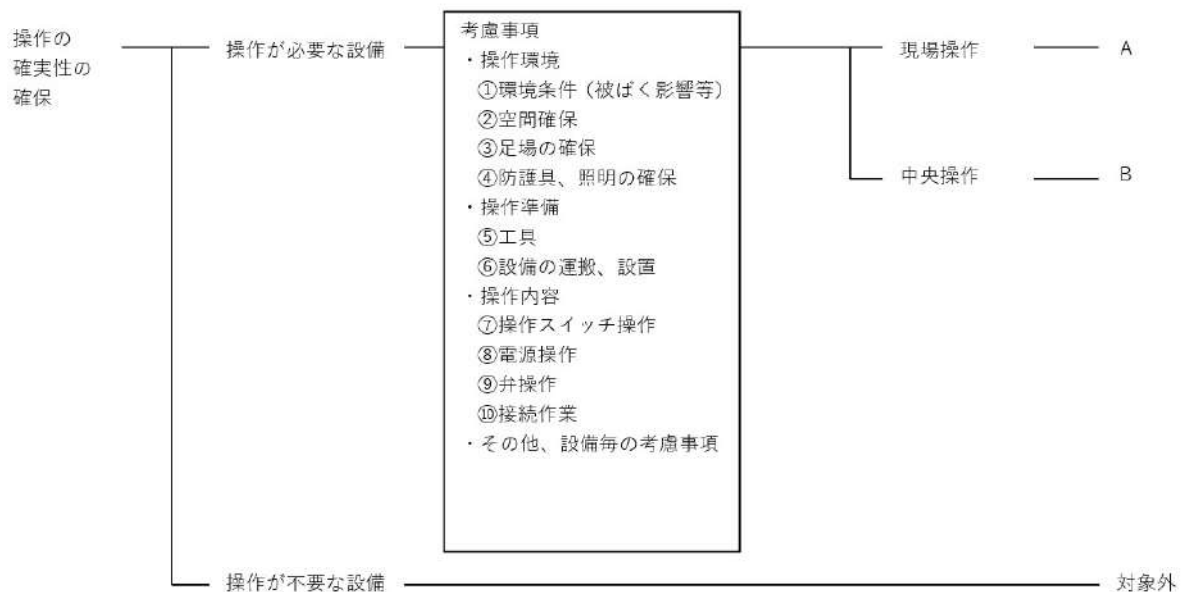 操作の
確実性の
確保
操作が必要な設備
考慮事項
・操作環境
①環境条件（被ばく影響等）
②空間確保
③足場の確保
④防護具、照明の確保
・操作準備
⑤工具
⑥設備の運搬、設置
・操作内容
⑦操作スイッチ操作
⑧電源操作
⑨弁操作
⑩接続作業
・その他、設備毎の考慮事項
現場操作
A
中央操作
B
操作が不要な設備
対象外